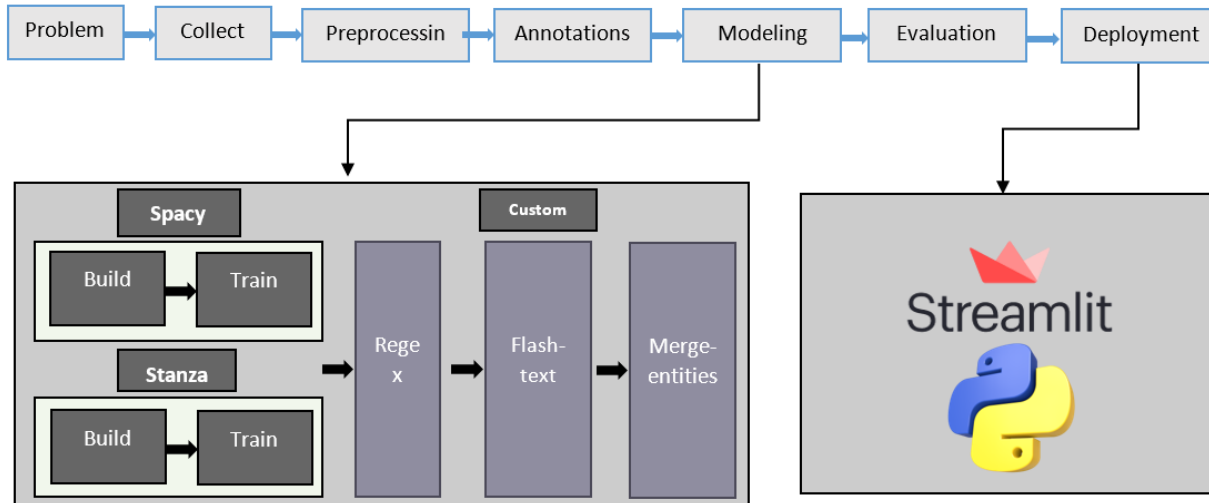 Problem
Collect
Preprocessin
Annotations
Modeling
Evaluation
Deployment
Spacy
Custom
Build
Train
Rege
x
Flash-
text
Merge-
entities
Stanza
Build
Train
Streamlit